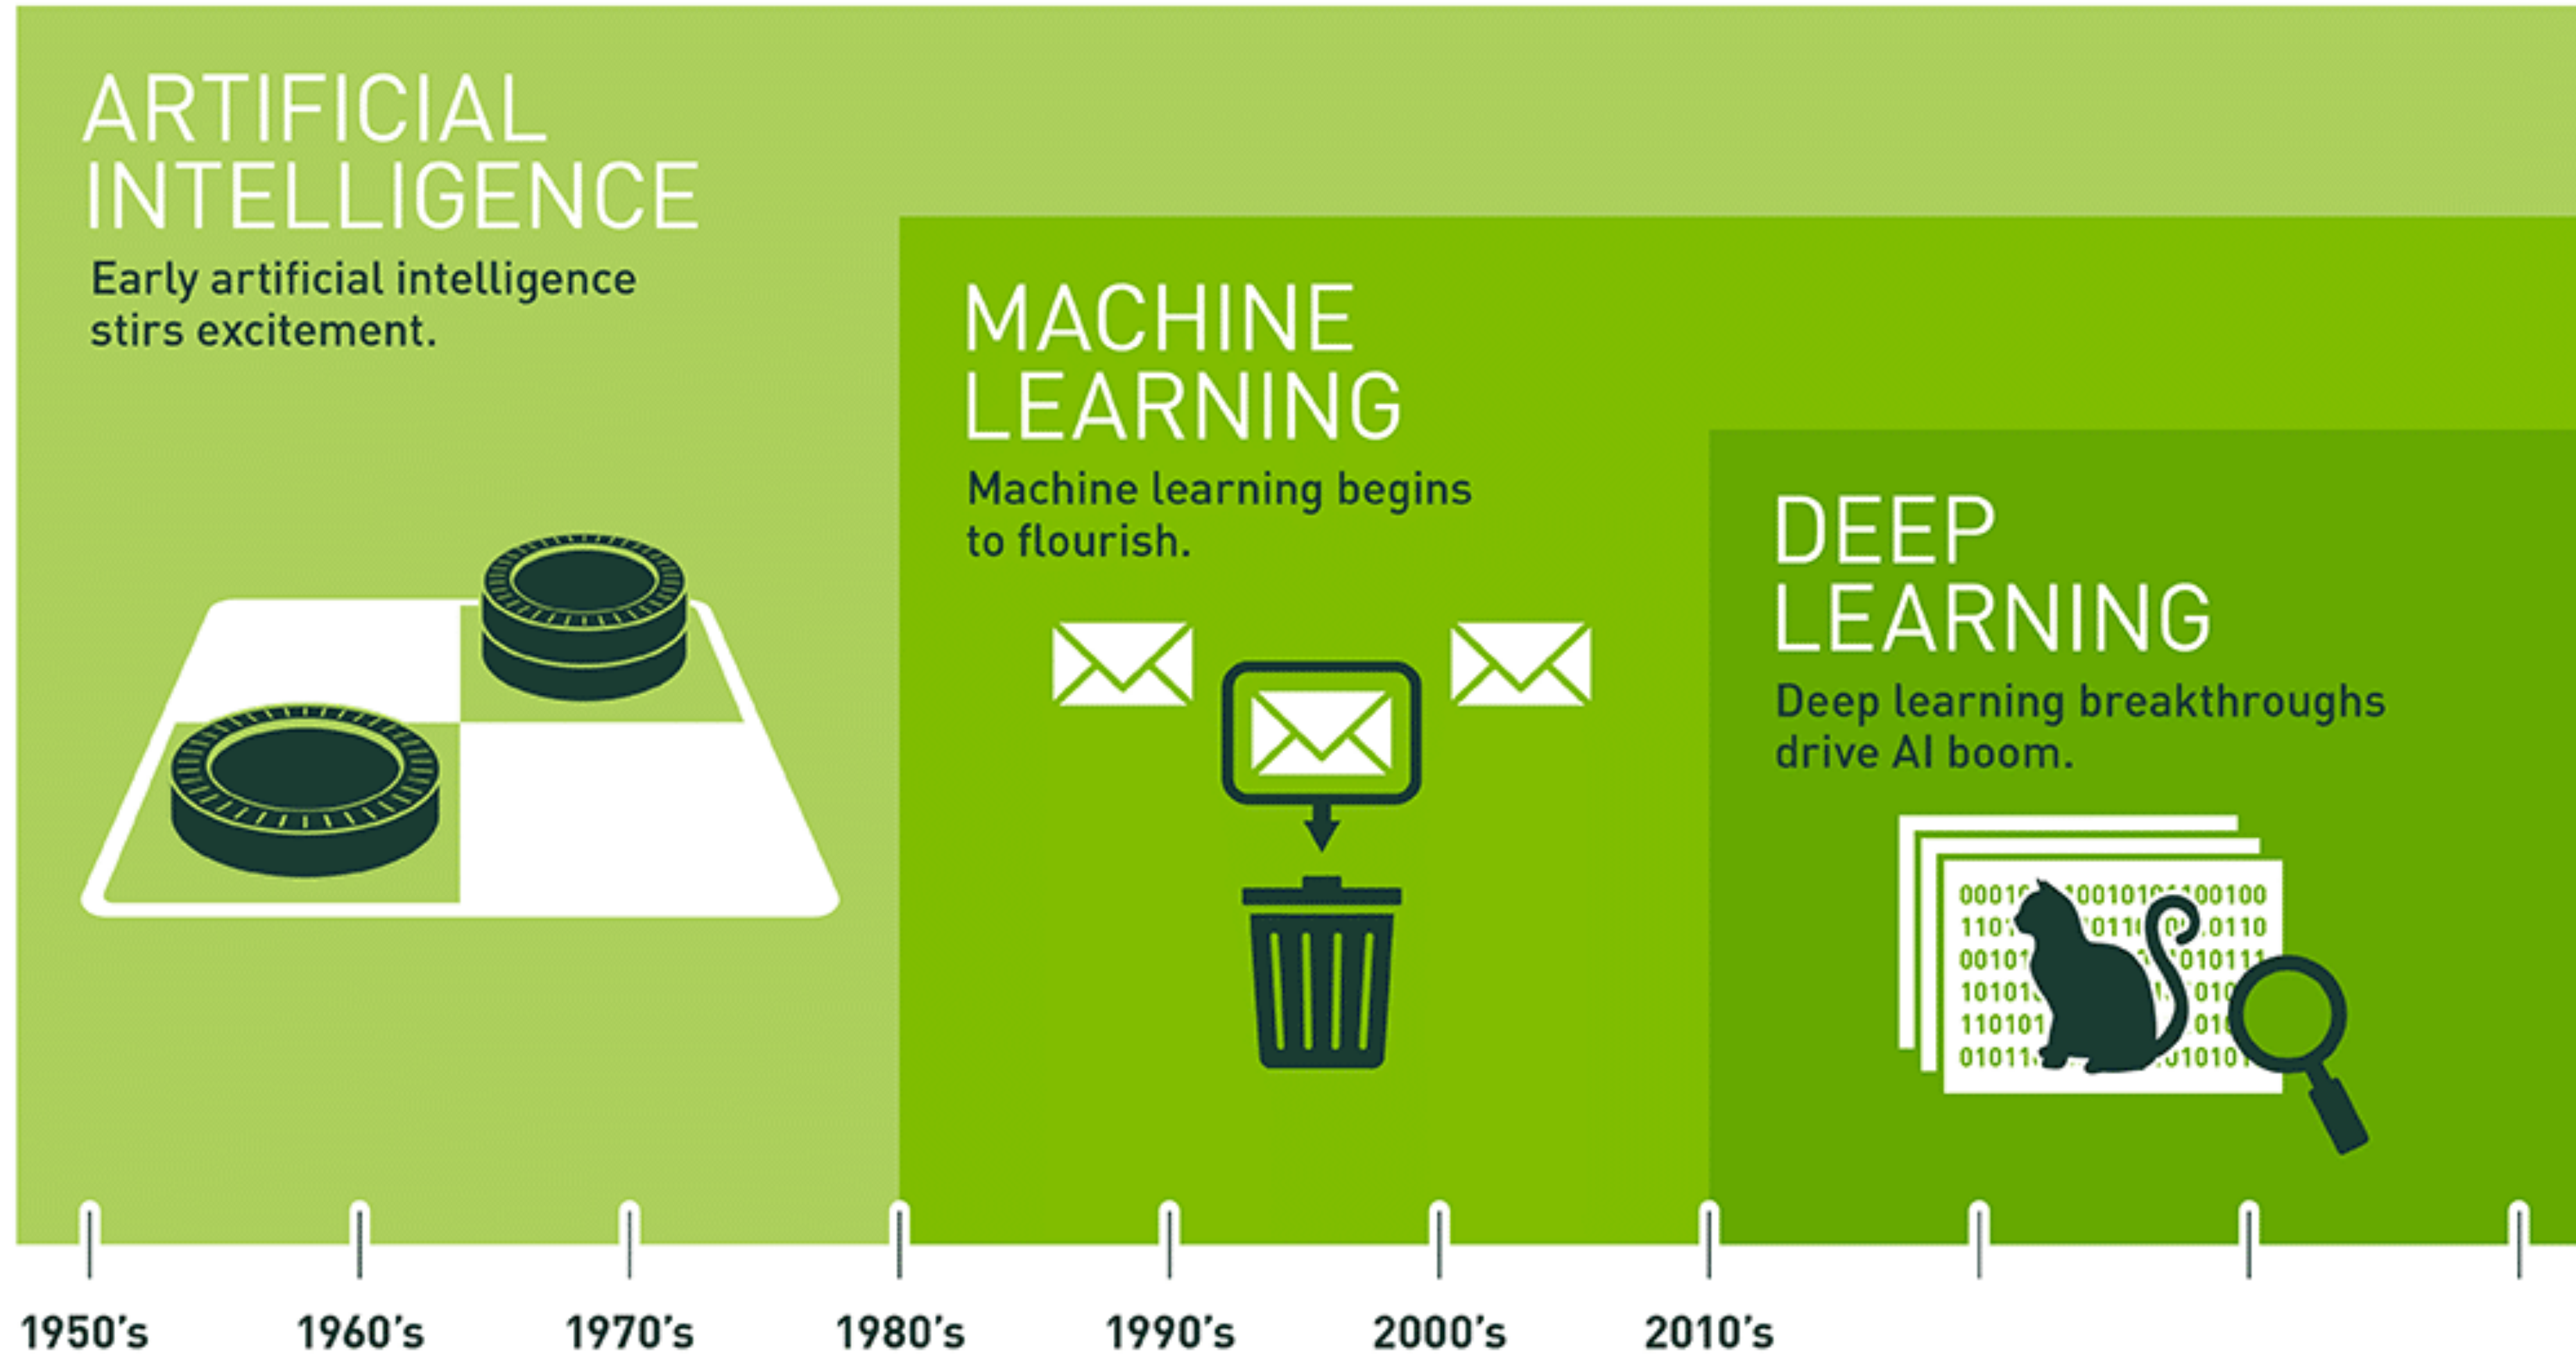 ARTIFICIAL
INTELLIGENCE
Early artificial intelligence
stirs excitement.
MACHINE
LEARNING
Machine learning begins
to flourish.
DEEP
LEARNING
Deep learning breakthroughs
drive AI boom.
1950’s 1960’s 1970’s 1980’s 1990’s 2000’s 2010’s